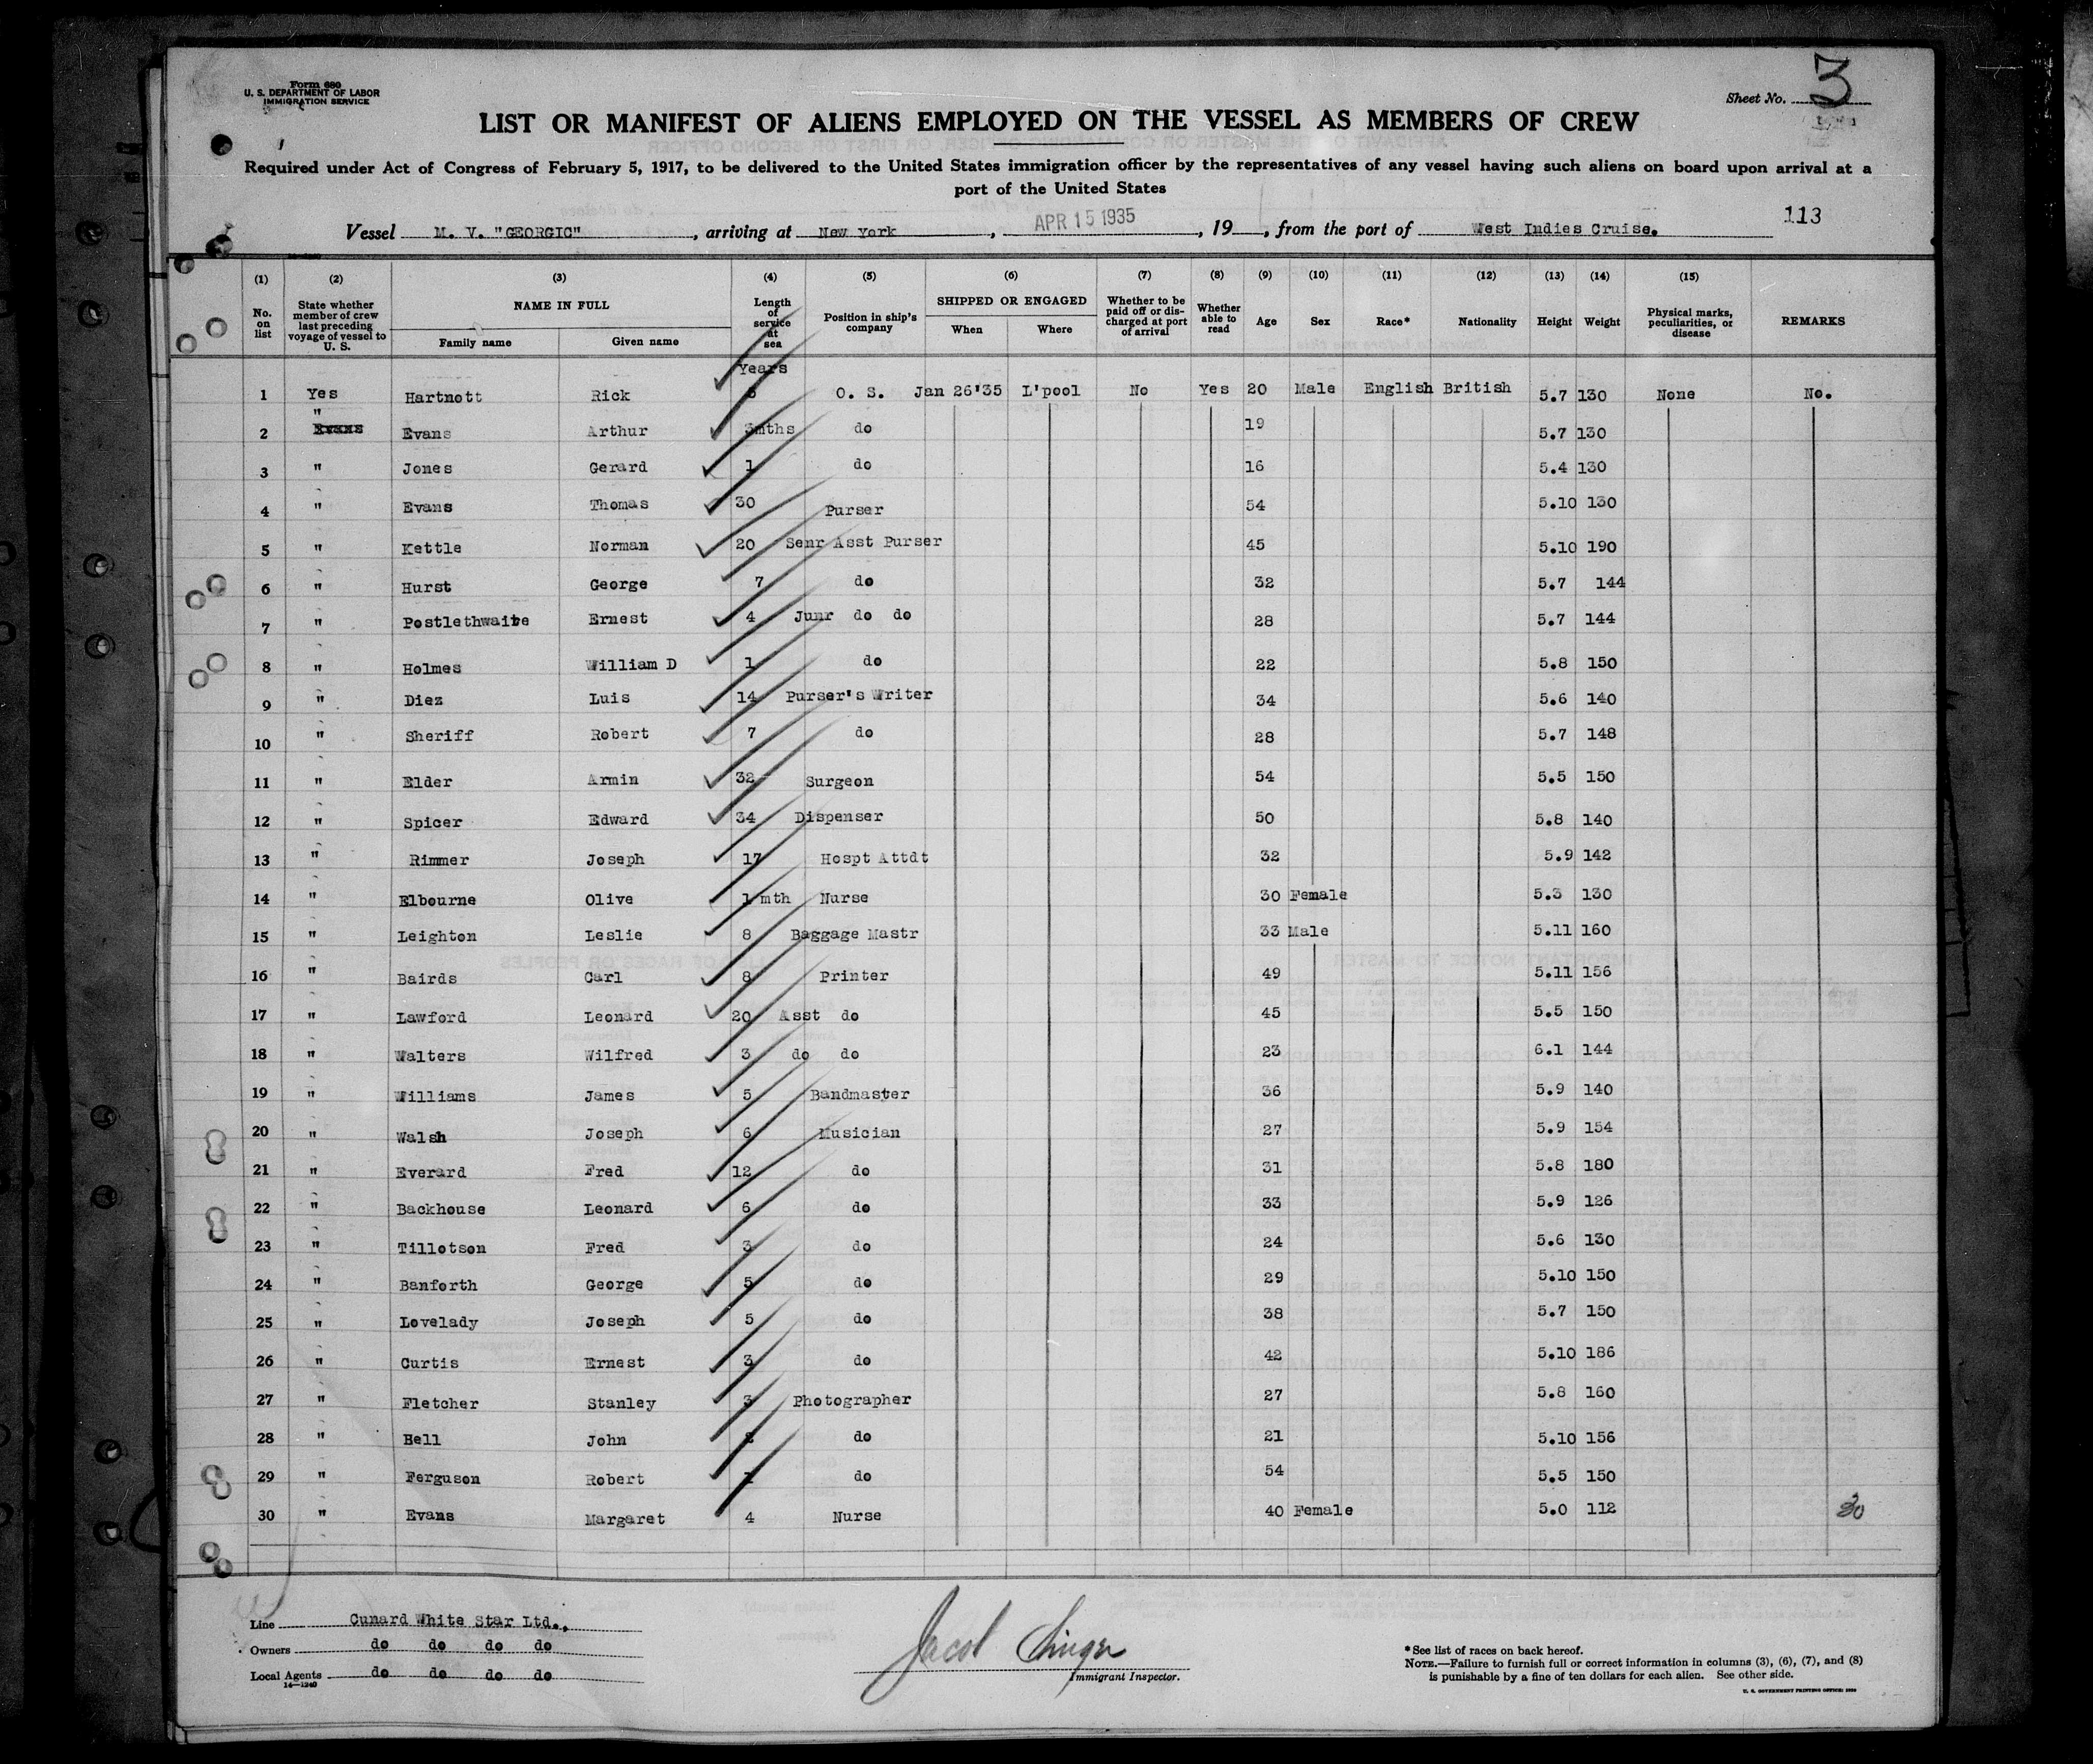 Form 680
U. S. DEPARTMENT OF LABOR
IMMIGRATION SERVICE
Sheet No. 3
LIST OR MANIFEST OF ALIENS EMPLOYED ON THE VESSEL AS MEMBERS OF CREW
Required under Act of Congress of February 5, 1917, to be delivered to the United States immigration officer by the representatives of any vessel having such aliens on board upon arrival at a
port of the United States
113
Vessel M. V. "GEORGIC", arriving at New York, APR 15 1935, 19, from the port of West Indies Cruise.
(1) (2) (3) (4) (5) (6) (7) (8) (9) (10) (11) (12) (13) (14) (15)
No. on list State whether member of crew last preceding voyage of vessel to U. S. NAME IN FULL Family name Given name Length of service at sea Position in ship's company SHIPPED OR ENGAGED When Where Whether to be paid off or discharged at port of arrival Whether able to read Age Sex Race* Nationality Height Weight Physical marks, peculiarities, or disease REMARKS
Years
1 Yes Hartnott Rick O. S. Jan 26'35 L'pool No Yes 20 Male English British 5.7 130 None No.
2 " Evans Arthur 3mths do 19 5.7 130
3 " Jones Gerard 1 do 16 5.4 130
4 " Evans Thomas 30 Purser 54 5.10 130
5 " Kettle Norman 20 Senr Asst Purser 45 5.10 190
6 " Hurst George 7 do 32 5.7 144
7 " Postlethwaite Ernest 4 Junr do do 28 5.7 144
8 " Holmes William D 1 do 22 5.8 150
9 " Diez Luis 14 Purser's Writer 34 5.6 140
10 " Sheriff Robert 7 do 28 5.7 148
11 " Elder Armin 32 Surgeon 54 5.5 150
12 " Spicer Edward 34 Dispenser 50 5.8 140
13 " Rimmer Joseph 17 Hospt Attdt 32 5.9 142
14 " Elbourne Olive 1 mth Nurse 30 Female 5.3 130
15 " Leighton Leslie 8 Baggage Mastr 33 Male 5.11 160
16 " Bairds Carl 8 Printer 49 5.11 156
17 " Lawford Leonard 20 Asst do 45 5.5 150
18 " Walters Wilfred 3 do do 23 6.1 144
19 " Williams James 5 Bandmaster 36 5.9 140
20 " Walsh Joseph 6 Musician 27 5.9 154
21 " Everard Fred 12 do 31 5.8 180
22 " Backhouse Leonard 6 do 33 5.9 126
23 " Tillotson Fred 3 do 24 5.6 130
24 " Banforth George 5 do 29 5.10 150
25 " Lovelady Joseph 5 do 38 5.7 150
26 " Curtis Ernest 3 do 42 5.10 186
27 " Fletcher Stanley 3 Photographer 27 5.8 160
28 " Bell John do 21 5.10 156
29 " Ferguson Robert 1 do 54 5.5 150
30 " Evans Margaret 4 Nurse 40 Female 5.0 112
30
Line Cunard White Star Ltd.,
Owners do do do do
Local Agents do do do do
14—1240
Jacob
Immigrant Inspector.
*See list of races on back hereof.
NOTE.—Failure to furnish full or correct information in columns (3), (6), (7), and (8)
is punishable by a fine of ten dollars for each alien. See other side.
U. S. GOVERNMENT PRINTING OFFICE: